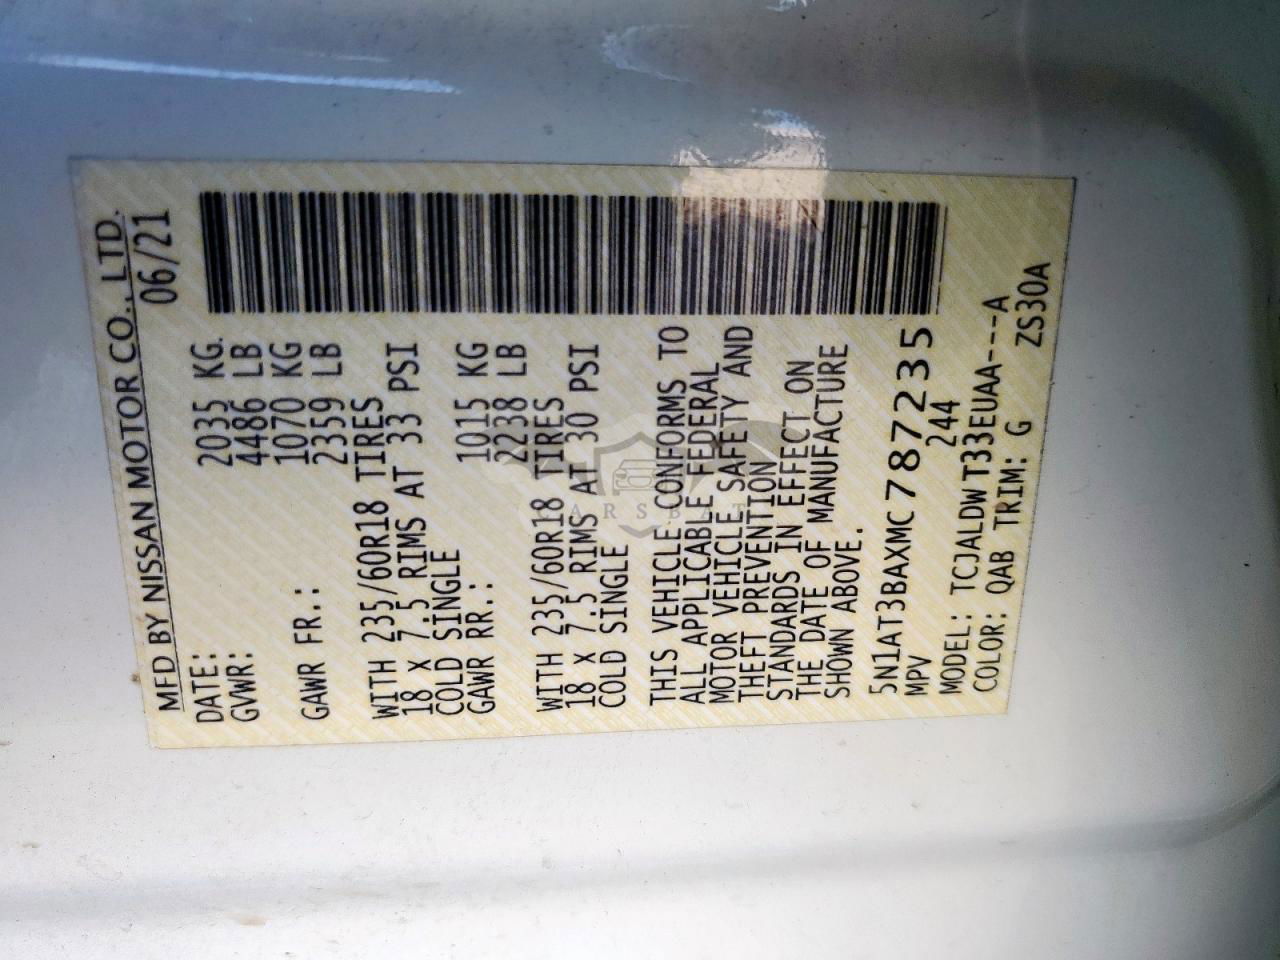 MFD BY NISSAN MOTOR CO., LTD.
DATE: 06/21
GVWR: 2035 KG.
4486 LB
1070 KG
GAWR FR.: 2359 LB
WITH 235/60R18 TIRES
18 X 7.5 RIMS AT 33 PSI
COLD SINGLE
GAWR RR.: 1015 KG
2238 LB
WITH 235/60R18 TIRES
18 X 7.5 RIMS AT 30 PSI
COLD SINGLE
THIS VEHICLE CONFORMS TO
ALL APPLICABLE FEDERAL
MOTOR VEHICLE SAFETY AND
THEFT PREVENTION
STANDARDS IN EFFECT ON
THE DATE OF MANUFACTURE
SHOWN ABOVE.
5N1AT3BAXMC787235
MPV 244
MODEL: TCJALDWT33EUAA----A
COLOR: QAB TRIM: G ZS30A
CARSBAT